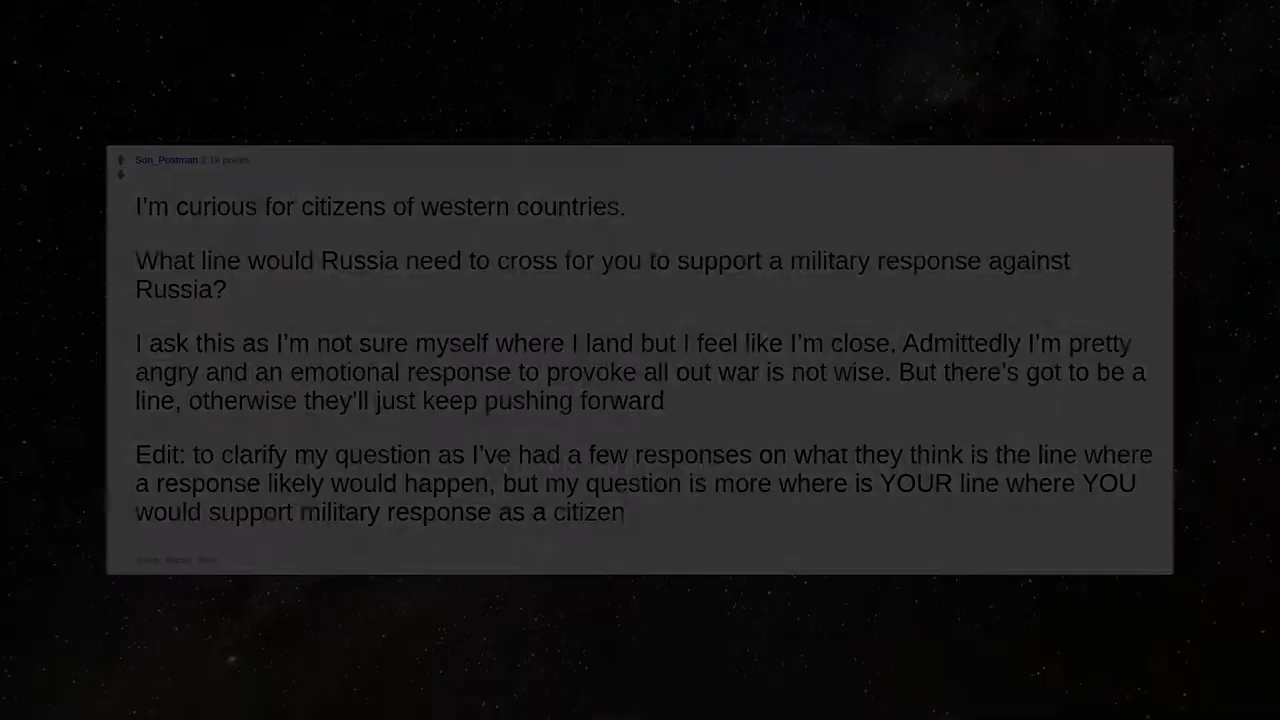 Son_Postman 2.1k points
I'm curious for citizens of western countries.
What line would Russia need to cross for you to support a military response against
Russia?
I ask this as I'm not sure myself where I land but I feel like I'm close. Admittedly I'm pretty
angry and an emotional response to provoke all out war is not wise. But there's got to be a
line, otherwise they'll just keep pushing forward
Edit: to clarify my question as I've had a few responses on what they think is the line where
a response likely would happen, but my question is more where is YOUR line where YOU
would support military response as a citizen